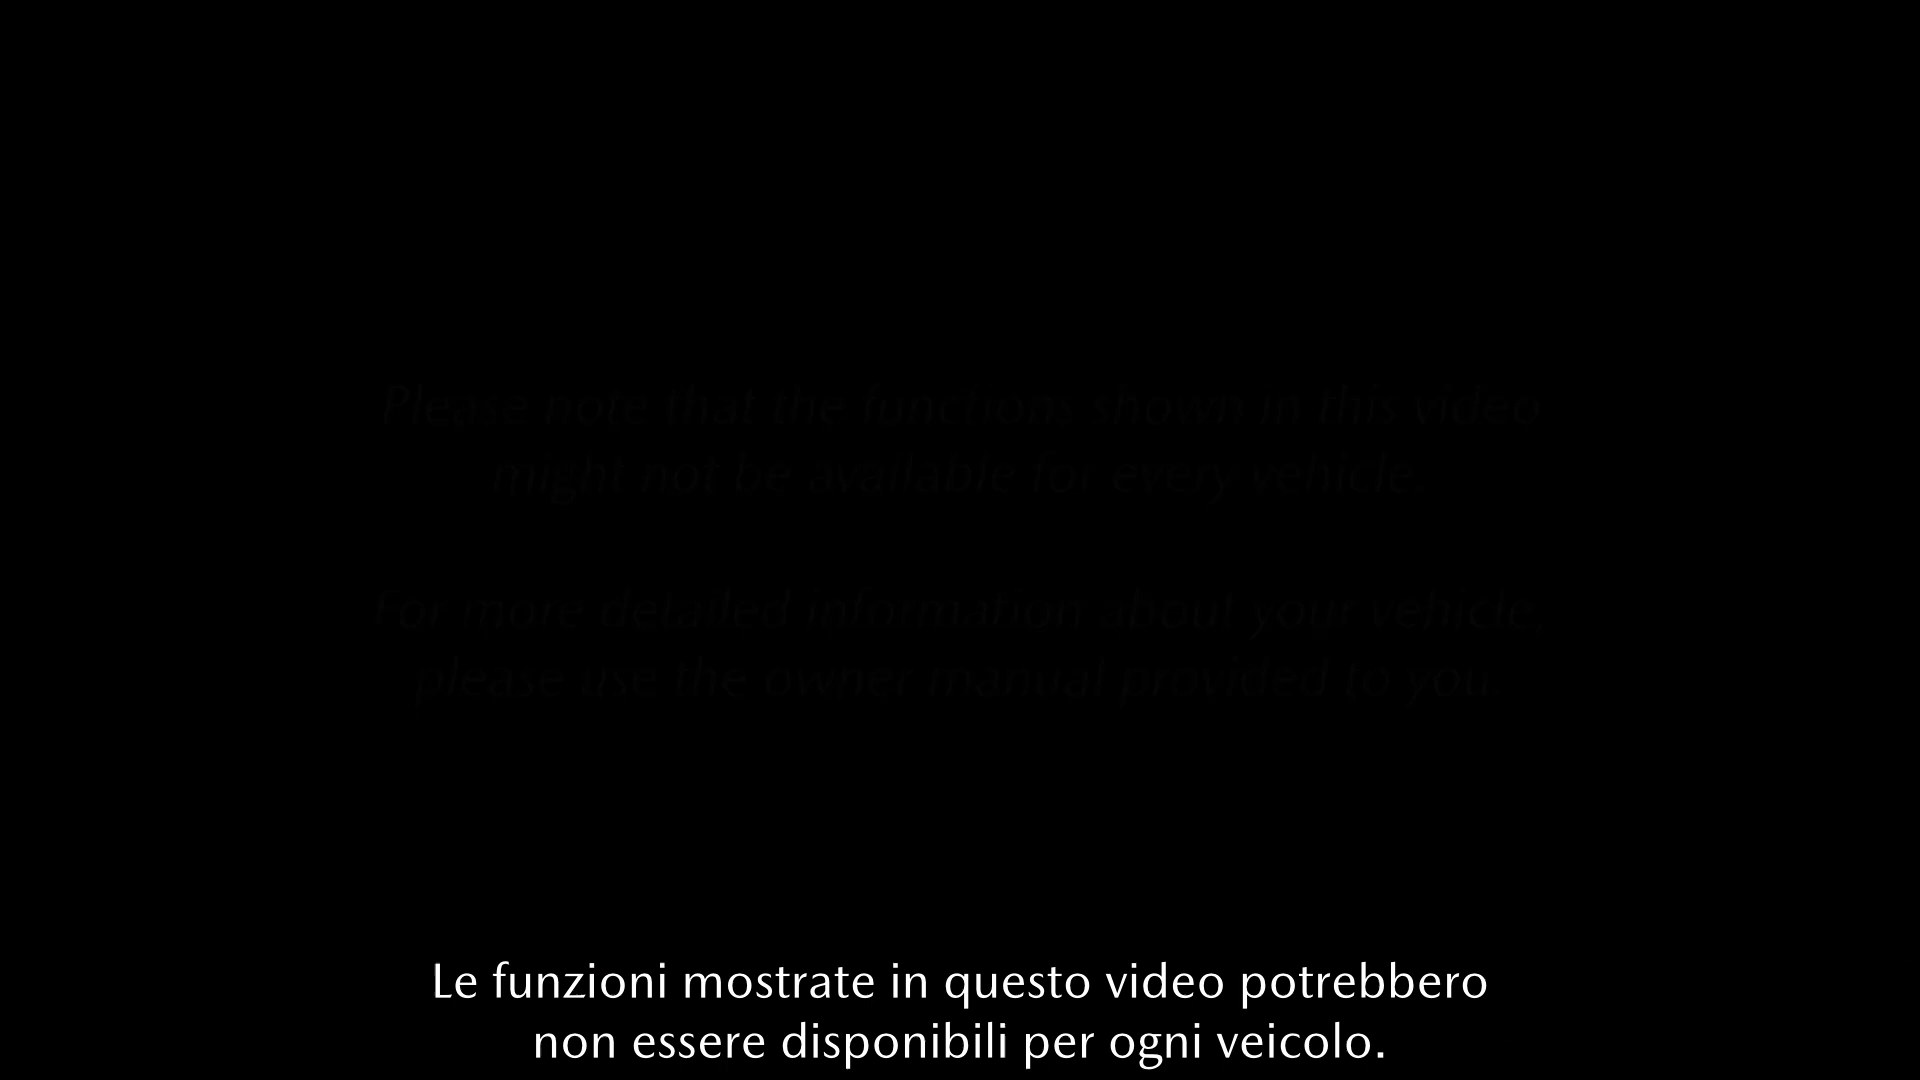 Please note that the functions shown in this video
might not be available for every vehicle.
For more detailed information about your vehicle,
please use the owner manual provided to you.
Le funzioni mostrate in questo video potrebbero
non essere disponibili per ogni veicolo.